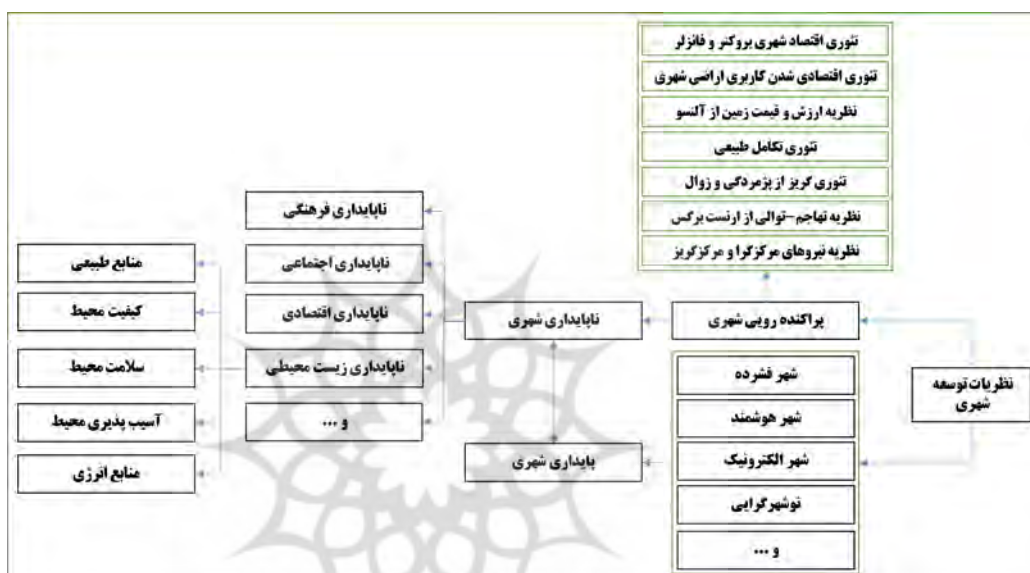 تئوری اقتصاد شهری بروکنر و فانزلر
تئوری اقتصادی شدن کاربری اراضی شهری
نظریه ارزش و قیمت زمین از آلنسو
تئوری تکامل طبیعی
تئوری گریز از پژمردگی و زوال
نظریه تهاجم-توالی از ارنست برگس
نظریه نیروهای مرکزگرا و مرکزگریز
نظریات توسعه
شهری
پراکنده رویی شهری
شهر فشرده
شهر هوشمند
شهر الکترونیک
نوشهرگرایی
و ...
ناپایداری شهری
پایداری شهری
ناپایداری فرهنگی
ناپایداری اجتماعی
ناپایداری اقتصادی
ناپایداری زیست محیطی
و ...
منابع طبیعی
کیفیت محیط
سلامت محیط
آسیب پذیری محیط
منابع انرژی